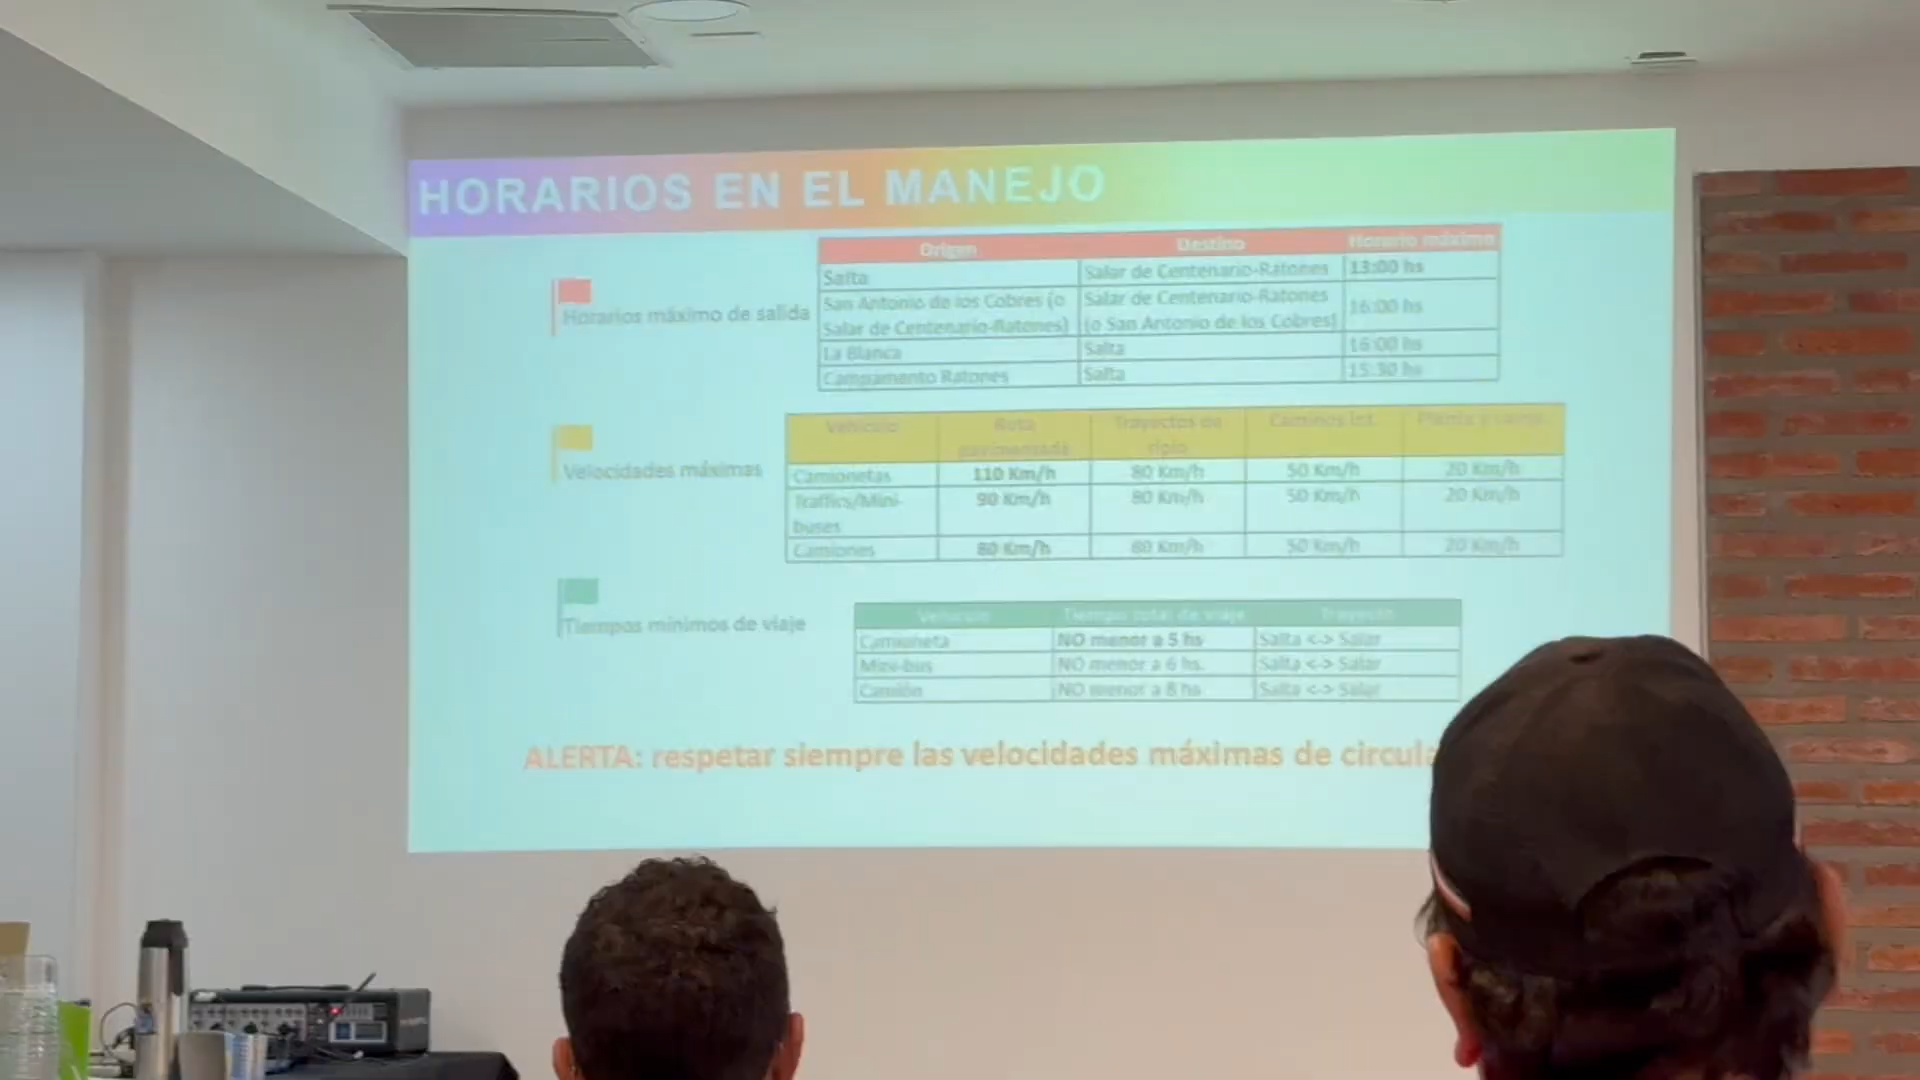 HORARIOS EN EL MANEJO
Horarios máximo de salida
Origen Destino Horario máximo
Salta Salar de Centenario-Ratones 13:00 hs
San Antonio de los Cobres (o Salar de Centenario-Ratones 16:00 hs
Salar de Centenario-Ratones) (o San Antonio de los Cobres)
La Blanca Salta 16:00 hs
Campamento Ratones Salta 15:30 hs
Velocidades máximas
Vehículo Ruta Trayectos de Caminos int.
pavimentada ripio
Camionetas 110 Km/h 80 Km/h 50 Km/h 20 Km/h
Traffics/Mini- 90 Km/h 80 Km/h 50 Km/h 20 Km/h
buses
Camiones 80 Km/h 50 Km/h 20 Km/h
Tiempos mínimos de viaje
Vehículo Tiempo total de viaje Trayecto
Camioneta NO menor a 5 hs Salta <-> Salar
Mini-bus NO menor a 6 hs. Salta <-> Salar
Camión NO menor a 8 hs Salta <-> Salar
ALERTA: respetar siempre las velocidades máximas de